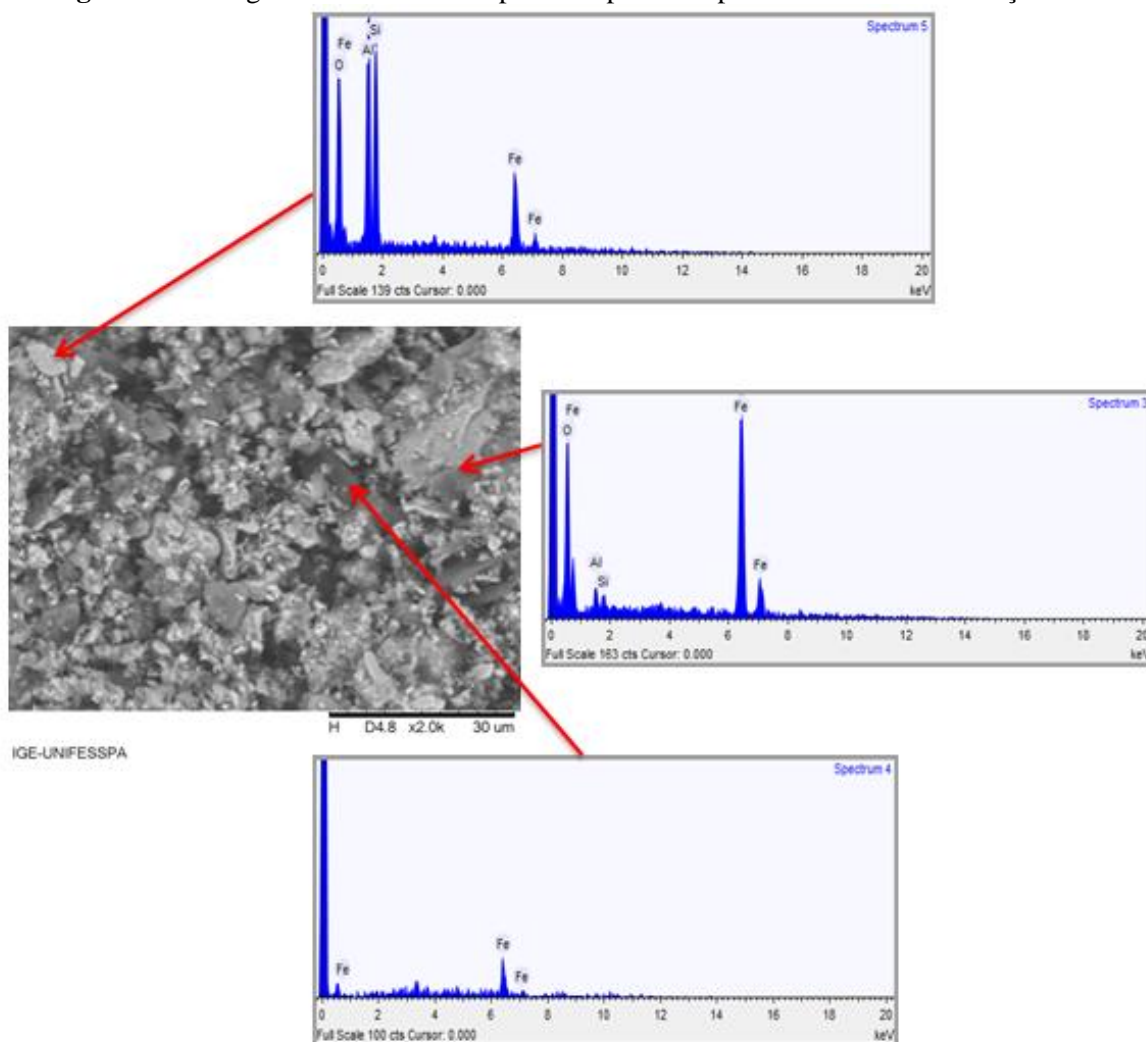 Spectrum 5
Si
Fe
Al
O
Fe
Fe
0 2 4 6 8 10 12 14 16 18 20
Full Scale 139 cts Cursor: 0.000 keV
Spectrum 3
Fe
Fe
O
Al
Si
Fe
0 2 4 6 8 10 12 14 16 18 20
Full Scale 163 cts Cursor: 0.000 keV
H D4.8 x2.0k 30 um
IGE-UNIFESSPA
Spectrum 4
Fe
Fe
Fe
0 2 4 6 8 10 12 14 16 18 20
Full Scale 100 cts Cursor: 0.000 keV